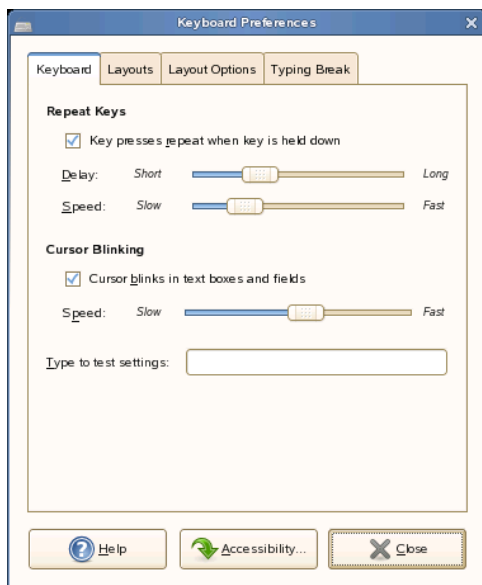 Keyboard Preferences
Keyboard Layouts Layout Options Typing Break
Repeat Keys
Key presses repeat when key is held down
Delay: Short Long
Speed: Slow Fast
Cursor Blinking
Cursor blinks in text boxes and fields
Speed: Slow Fast
Type to test settings:
Help Accessibility... Close